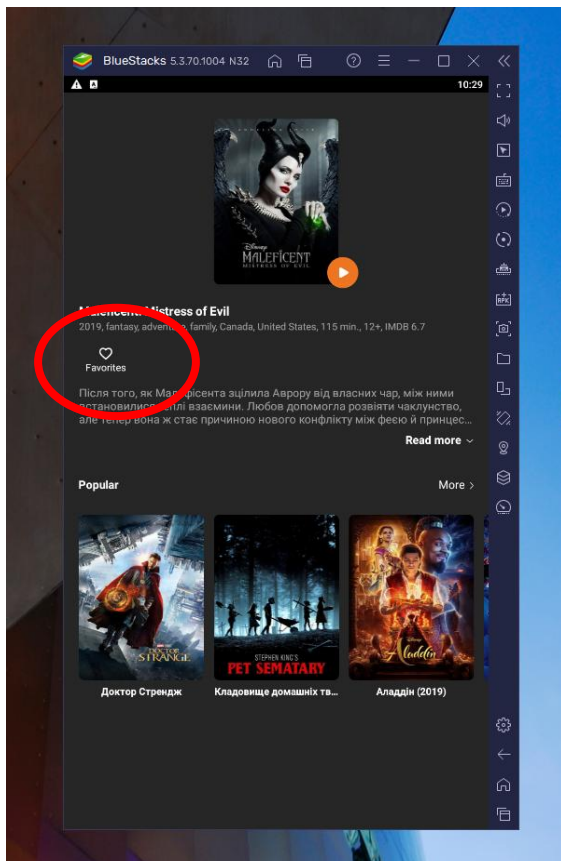 BlueStacks 5.3.70.1004 N32
10:29
Disney
MALEFICENT
MISTRESS OF EVIL
Maleficent: Mistress of Evil
2019, fantasy, adventure, family, Canada, United States, 115 min., 12+, IMDB 6.7
Favorites
Після того, як Малефісента зцілила Аврору від власних чар, між ними
встановилися теплі взаємини. Любов допомогла розвіяти чаклунство,
але тепер вона ж стає причиною нового конфлікту між феєю й принцес...
Read more
Popular
More
DOCTOR
STRANGE
STEPHEN KING'S
PET SEMATARY
Disney
Aladdin
Доктор Стрендж
Кладовище домашніх тв...
Аладдін (2019)